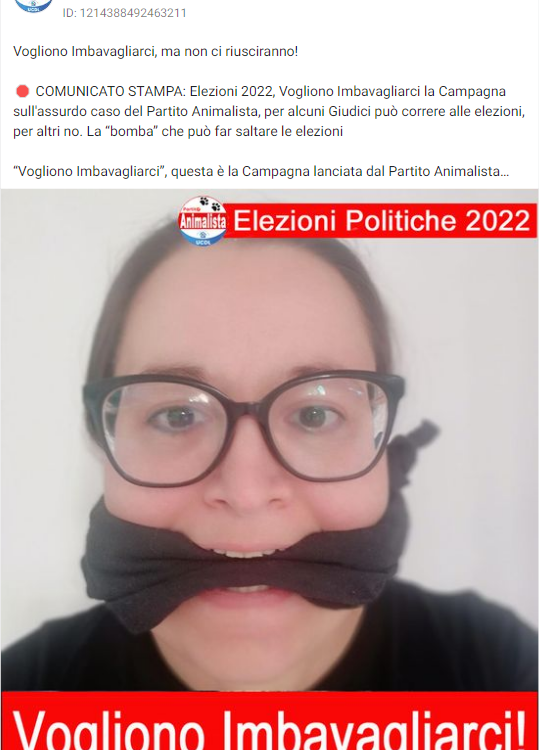 UCDL
ID: 1214388492463211
Vogliono Imbavagliarci, ma non ci riusciranno!
COMUNICATO STAMPA: Elezioni 2022, Vogliono Imbavagliarci la Campagna
sull'assurdo caso del Partito Animalista, per alcuni Giudici può correre alle elezioni,
per altri no. La “bomba” che può far saltare le elezioni
“Vogliono Imbavagliarci”, questa è la Campagna lanciata dal Partito Animalista...
Partito
Animalista
UCDL
Elezioni Politiche 2022
Vogliono Imbavagliarci!